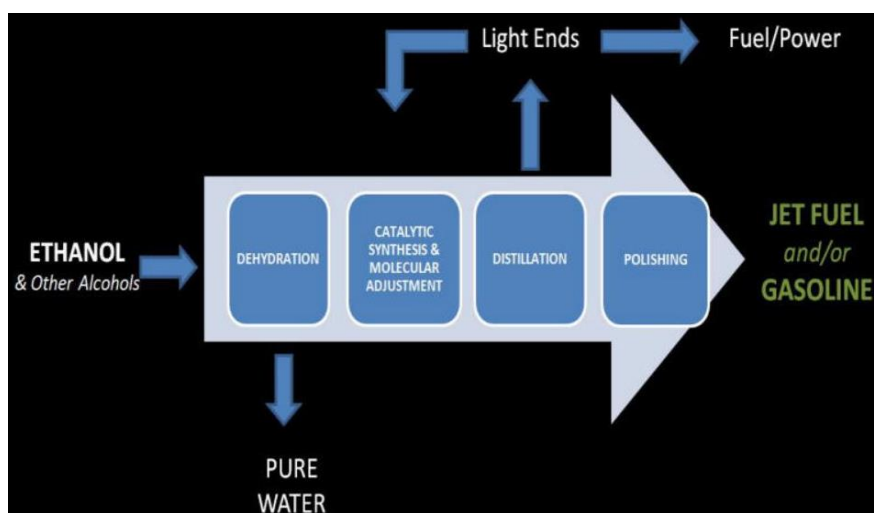 Light Ends
Fuel/Power
ETHANOL
& Other Alcohols
DEHYDRATION
CATALYTIC
SYNTHESIS &
MOLECULAR
ADJUSTMENT
DISTILLATION
POLISHING
JET FUEL
and/or
GASOLINE
PURE
WATER